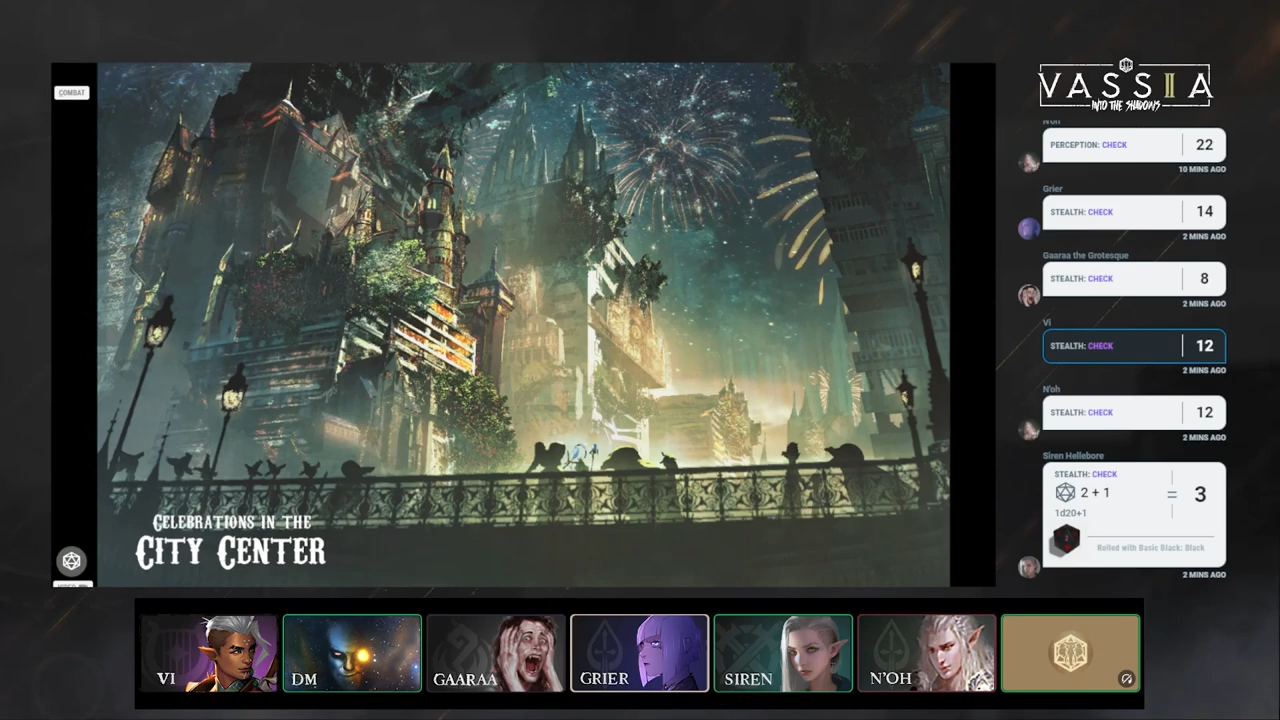 COMBAT
VASSIIA
INTO THE SHADOWS
N'oh
PERCEPTION: CHECK 22
10 MINS AGO
Grier
STEALTH: CHECK 14
2 MINS AGO
Gaaraa the Grotesque
STEALTH: CHECK 8
2 MINS AGO
Vi
STEALTH: CHECK 12
2 MINS AGO
N'oh
STEALTH: CHECK 12
2 MINS AGO
Siren Hellebore
STEALTH: CHECK
2 + 1 = 3
1d20+1
Rolled with Basic Black: Black
2 MINS AGO
CELEBRATIONS IN THE
CITY CENTER
VI
DM
GAARAA
GRIER
SIREN
N'OH